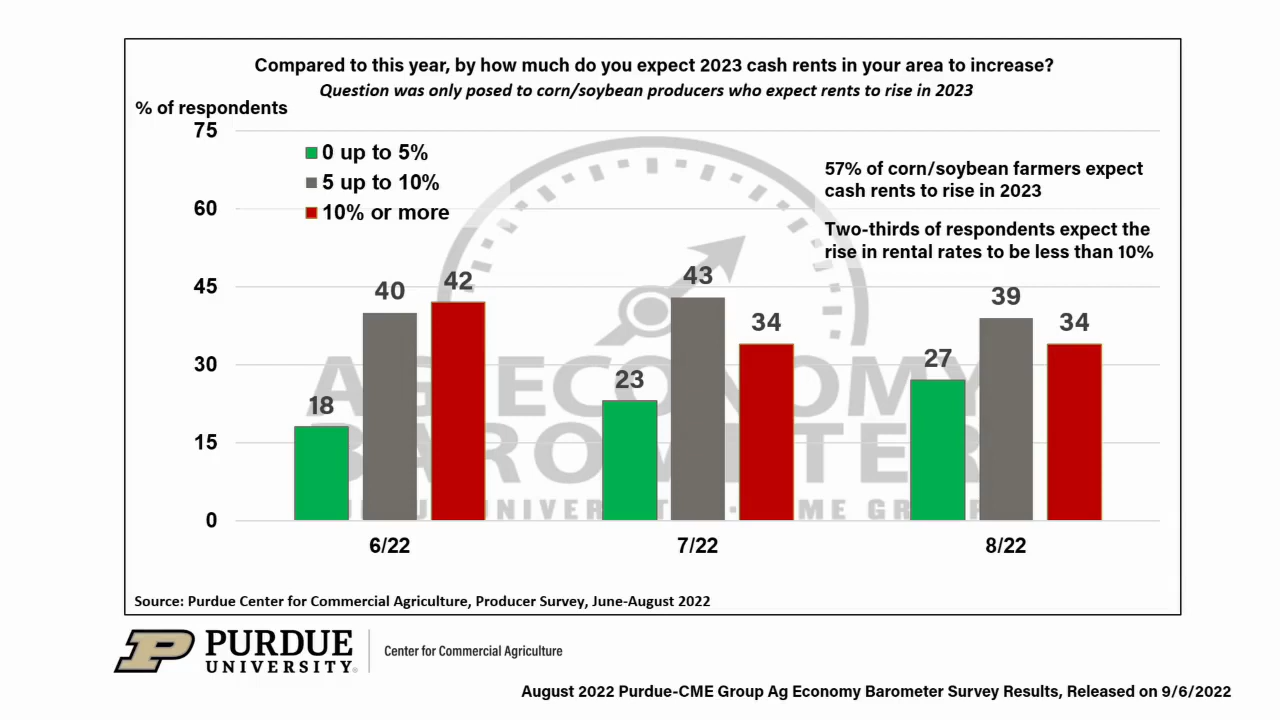 Compared to this year, by how much do you expect 2023 cash rents in your area to increase?
Question was only posed to corn/soybean producers who expect rents to rise in 2023
% of respondents
75
60
45
30
15
0
0 up to 5%
5 up to 10%
10% or more
57% of corn/soybean farmers expect
cash rents to rise in 2023
Two-thirds of respondents expect the
rise in rental rates to be less than 10%
18
40
42
23
43
34
27
39
34
AG ECONOMY
BAROMETER
6/22
7/22
8/22
Source: Purdue Center for Commercial Agriculture, Producer Survey, June-August 2022
PURDUE
UNIVERSITY®
Center for Commercial Agriculture
August 2022 Purdue-CME Group Ag Economy Barometer Survey Results, Released on 9/6/2022